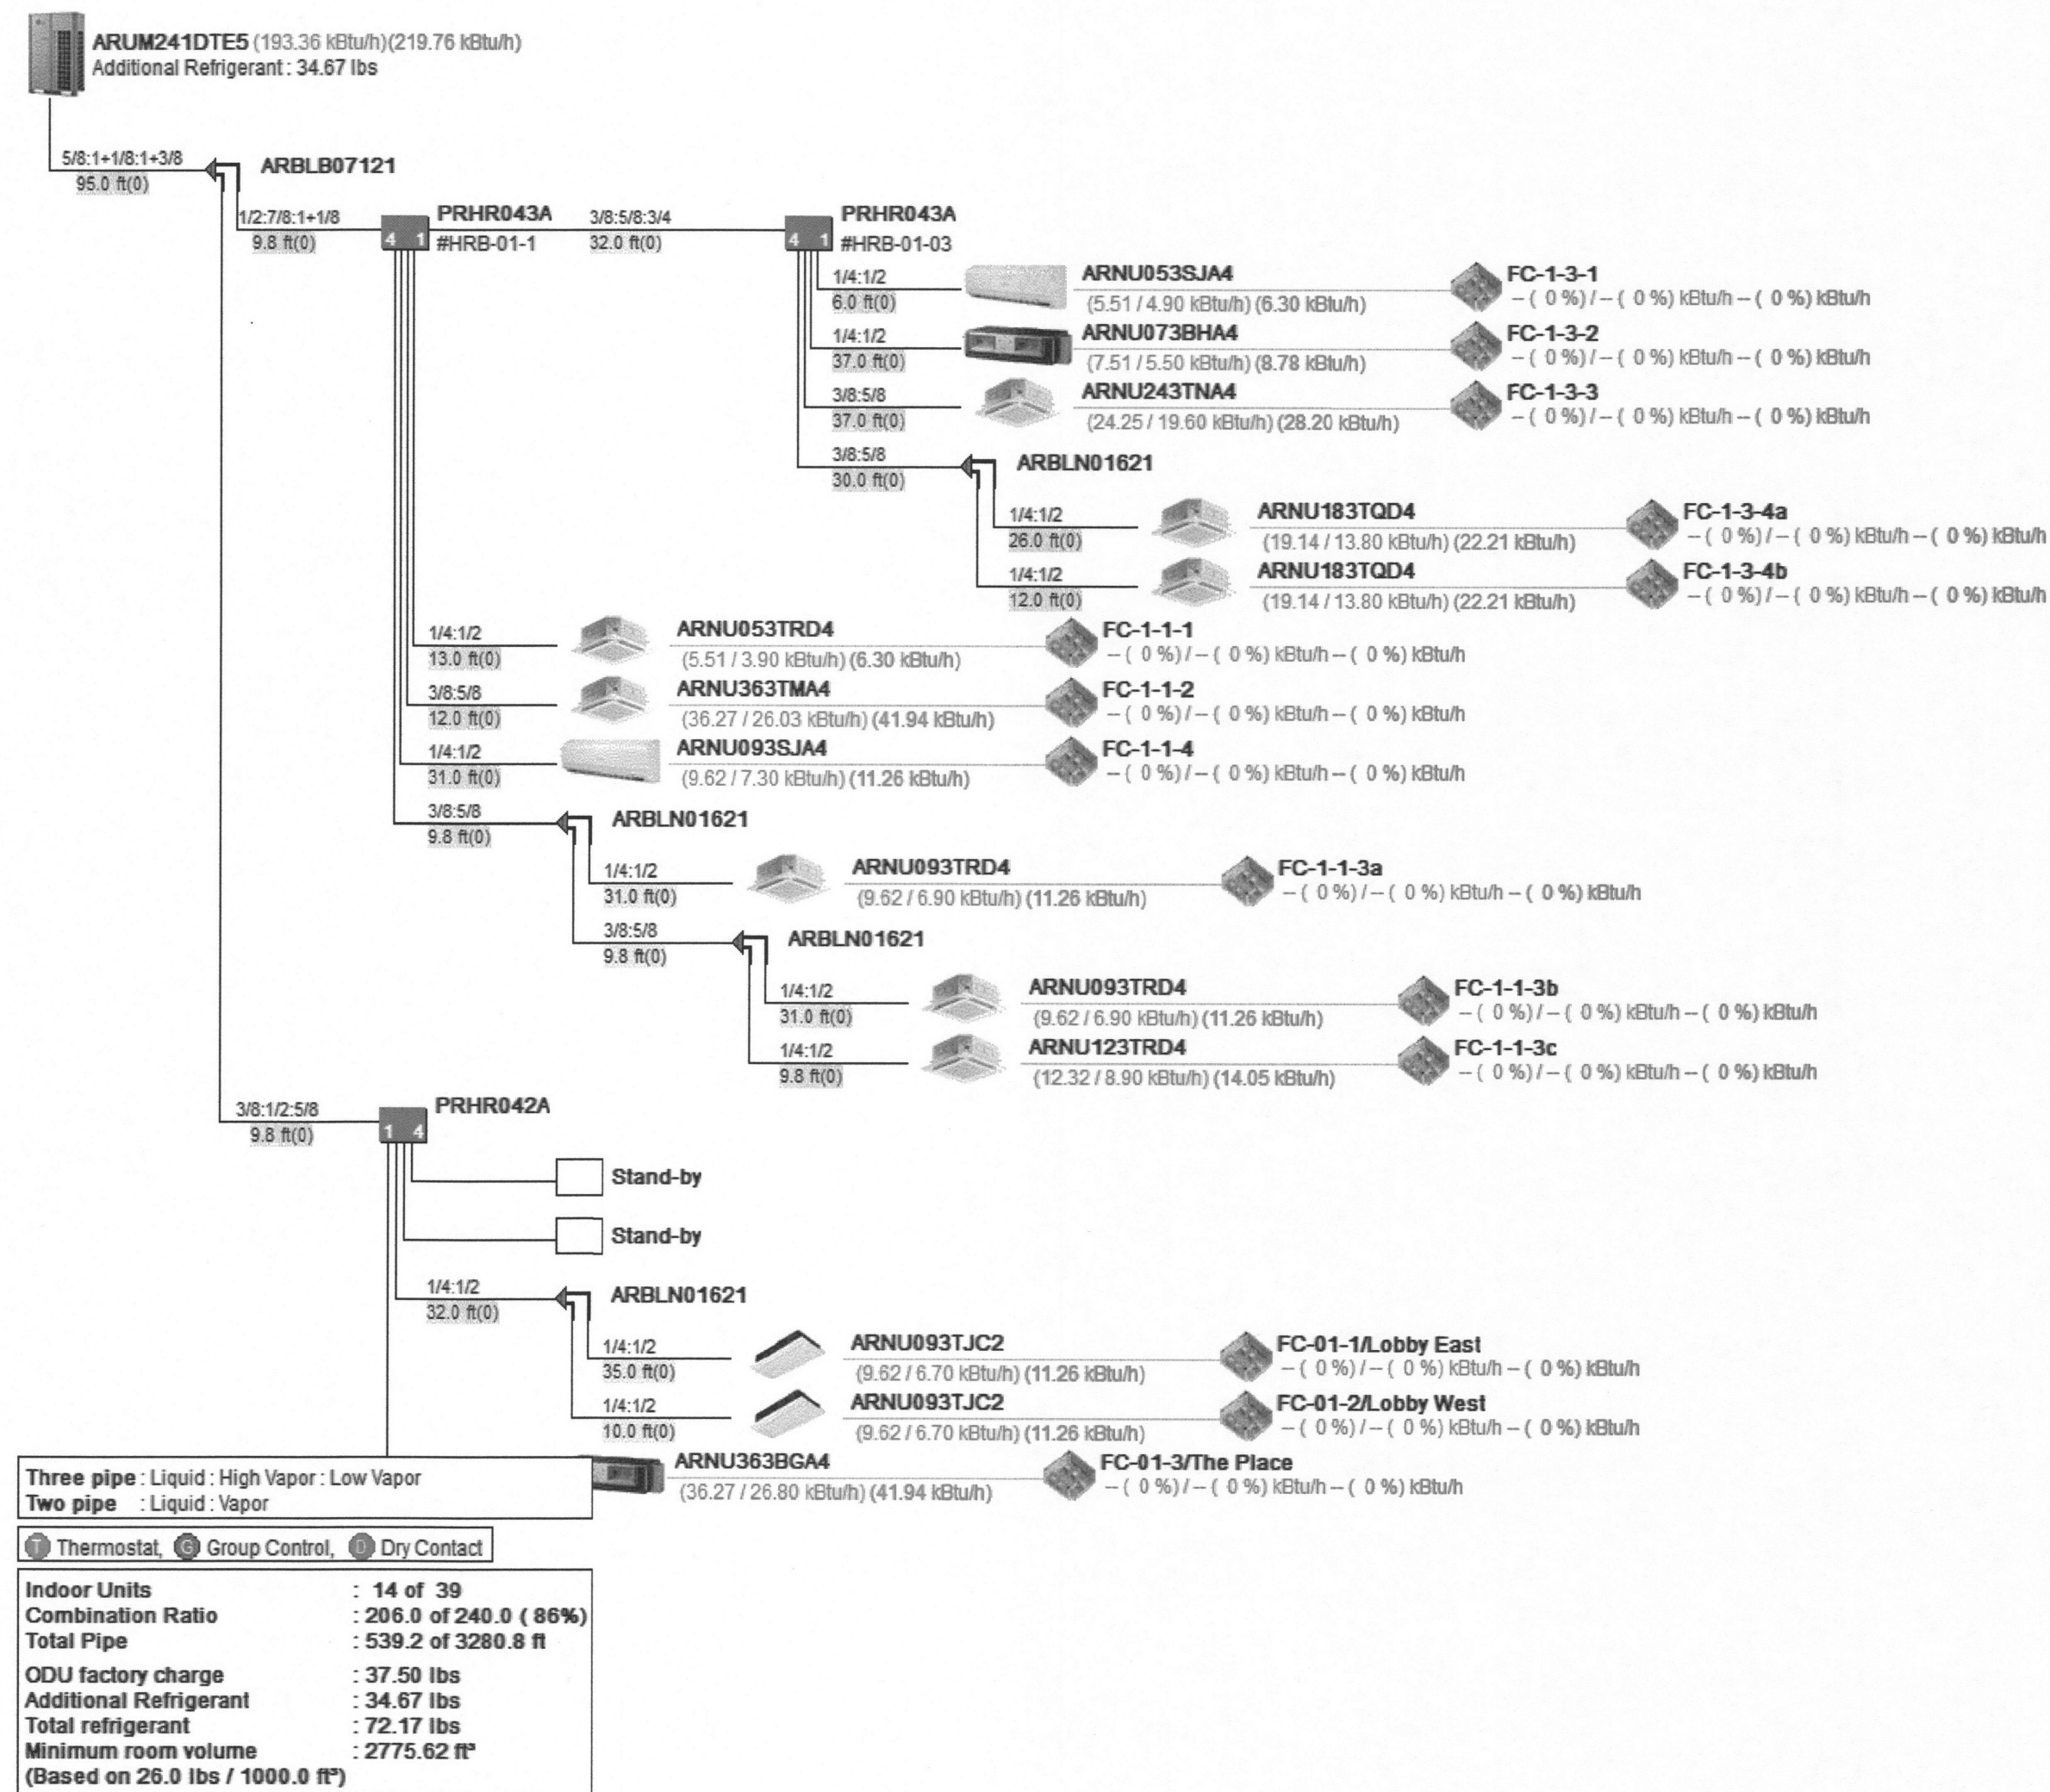 ARUM241DTE5 (193.36 kBtu/h)(219.76 kBtu/h)
Additional Refrigerant : 34.67 lbs
5/8:1+1/8:1+3/8
95.0 ft(0)
ARBLB07121
1/2:7/8:1+1/8
9.8 ft(0)
4 1
PRHR043A
#HRB-01-1
3/8:5/8:3/4
32.0 ft(0)
4 1
PRHR043A
#HRB-01-03
1/4:1/2
6.0 ft(0)
ARNU053SJA4
(5.51 / 4.90 kBtu/h) (6.30 kBtu/h)
FC-1-3-1
-- ( 0 %) / -- ( 0 %) kBtu/h -- ( 0 %) kBtu/h
1/4:1/2
37.0 ft(0)
ARNU073BHA4
(7.51 / 5.50 kBtu/h) (8.78 kBtu/h)
FC-1-3-2
-- ( 0 %) / -- ( 0 %) kBtu/h -- ( 0 %) kBtu/h
3/8:5/8
37.0 ft(0)
ARNU243TNA4
(24.25 / 19.60 kBtu/h) (28.20 kBtu/h)
FC-1-3-3
-- ( 0 %) / -- ( 0 %) kBtu/h -- ( 0 %) kBtu/h
3/8:5/8
30.0 ft(0)
ARBLN01621
1/4:1/2
26.0 ft(0)
ARNU183TQD4
(19.14 / 13.80 kBtu/h) (22.21 kBtu/h)
FC-1-3-4a
-- ( 0 %) / -- ( 0 %) kBtu/h -- ( 0 %) kBtu/h
1/4:1/2
12.0 ft(0)
ARNU183TQD4
(19.14 / 13.80 kBtu/h) (22.21 kBtu/h)
FC-1-3-4b
-- ( 0 %) / -- ( 0 %) kBtu/h -- ( 0 %) kBtu/h
1/4:1/2
13.0 ft(0)
ARNU053TRD4
(5.51 / 3.90 kBtu/h) (6.30 kBtu/h)
FC-1-1-1
-- ( 0 %) / -- ( 0 %) kBtu/h -- ( 0 %) kBtu/h
3/8:5/8
12.0 ft(0)
ARNU363TMA4
(36.27 / 26.03 kBtu/h) (41.94 kBtu/h)
FC-1-1-2
-- ( 0 %) / -- ( 0 %) kBtu/h -- ( 0 %) kBtu/h
1/4:1/2
31.0 ft(0)
ARNU093SJA4
(9.62 / 7.30 kBtu/h) (11.26 kBtu/h)
FC-1-1-4
-- ( 0 %) / -- ( 0 %) kBtu/h -- ( 0 %) kBtu/h
3/8:5/8
9.8 ft(0)
ARBLN01621
1/4:1/2
31.0 ft(0)
ARNU093TRD4
(9.62 / 6.90 kBtu/h) (11.26 kBtu/h)
FC-1-1-3a
-- ( 0 %) / -- ( 0 %) kBtu/h -- ( 0 %) kBtu/h
3/8:5/8
9.8 ft(0)
ARBLN01621
1/4:1/2
31.0 ft(0)
ARNU093TRD4
(9.62 / 6.90 kBtu/h) (11.26 kBtu/h)
FC-1-1-3b
-- ( 0 %) / -- ( 0 %) kBtu/h -- ( 0 %) kBtu/h
1/4:1/2
9.8 ft(0)
ARNU123TRD4
(12.32 / 8.90 kBtu/h) (14.05 kBtu/h)
FC-1-1-3c
-- ( 0 %) / -- ( 0 %) kBtu/h -- ( 0 %) kBtu/h
3/8:1/2:5/8
9.8 ft(0)
1 4
PRHR042A
Stand-by
Stand-by
1/4:1/2
32.0 ft(0)
ARBLN01621
1/4:1/2
35.0 ft(0)
ARNU093TJC2
(9.62 / 6.70 kBtu/h) (11.26 kBtu/h)
FC-01-1/Lobby East
-- ( 0 %) / -- ( 0 %) kBtu/h -- ( 0 %) kBtu/h
1/4:1/2
10.0 ft(0)
ARNU093TJC2
(9.62 / 6.70 kBtu/h) (11.26 kBtu/h)
FC-01-2/Lobby West
-- ( 0 %) / -- ( 0 %) kBtu/h -- ( 0 %) kBtu/h
ARNU363BGA4
(36.27 / 26.80 kBtu/h) (41.94 kBtu/h)
FC-01-3/The Place
-- ( 0 %) / -- ( 0 %) kBtu/h -- ( 0 %) kBtu/h
Three pipe : Liquid : High Vapor : Low Vapor
Two pipe : Liquid : Vapor
T Thermostat, G Group Control, D Dry Contact
Indoor Units : 14 of 39
Combination Ratio : 206.0 of 240.0 ( 86%)
Total Pipe : 539.2 of 3280.8 ft
ODU factory charge : 37.50 lbs
Additional Refrigerant : 34.67 lbs
Total refrigerant : 72.17 lbs
Minimum room volume : 2775.62 ft³
(Based on 26.0 lbs / 1000.0 ft³)